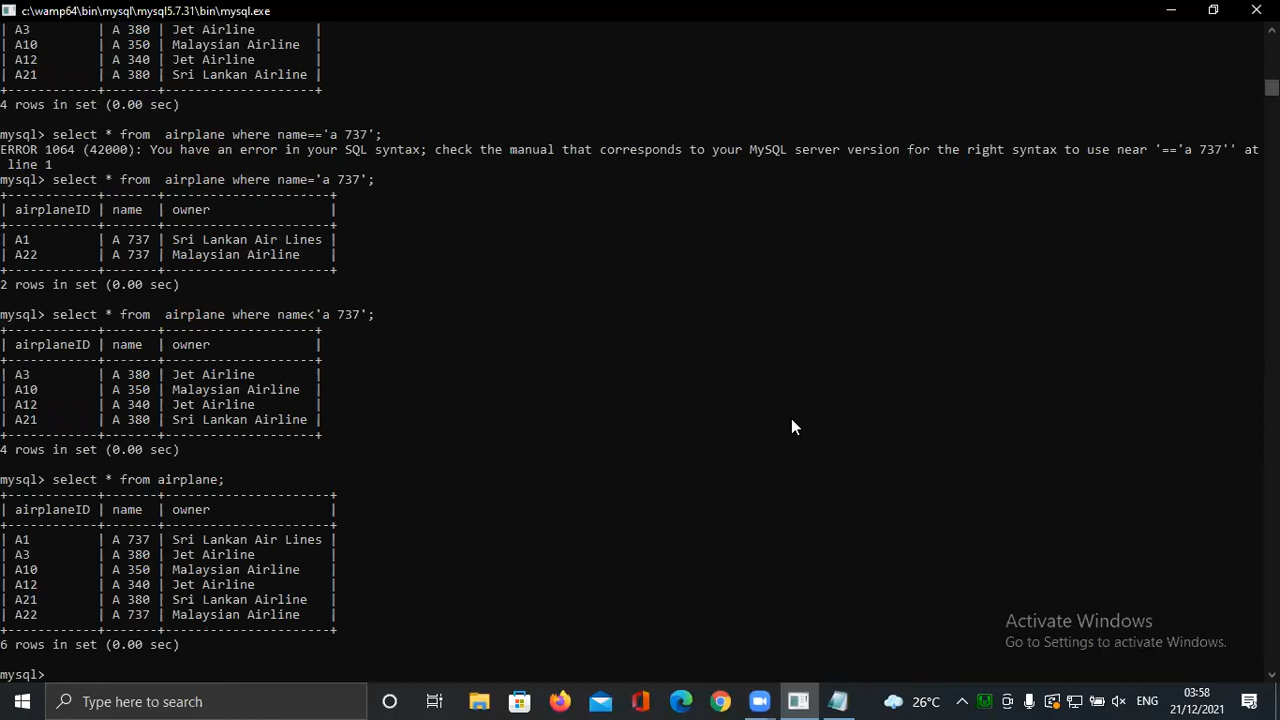 c:\wamp64\bin\mysql\mysql5.7.31\bin\mysql.exe
| A3         | A 380 | Jet Airline        |
| A10        | A 350 | Malaysian Airline  |
| A12        | A 340 | Jet Airline        |
| A21        | A 380 | Sri Lankan Airline |
+------------+-------+--------------------+
4 rows in set (0.00 sec)
mysql> select * from  airplane where name=='a 737';
ERROR 1064 (42000): You have an error in your SQL syntax; check the manual that corresponds to your MySQL server version for the right syntax to use near '=='a 737'' at
 line 1
mysql> select * from  airplane where name='a 737';
+------------+-------+----------------------+
| airplaneID | name  | owner                |
+------------+-------+----------------------+
| A1         | A 737 | Sri Lankan Air Lines |
| A22        | A 737 | Malaysian Airline    |
+------------+-------+----------------------+
2 rows in set (0.00 sec)
mysql> select * from  airplane where name<'a 737';
+------------+-------+--------------------+
| airplaneID | name  | owner              |
+------------+-------+--------------------+
| A3         | A 380 | Jet Airline        |
| A10        | A 350 | Malaysian Airline  |
| A12        | A 340 | Jet Airline        |
| A21        | A 380 | Sri Lankan Airline |
+------------+-------+--------------------+
4 rows in set (0.00 sec)
mysql> select * from airplane;
+------------+-------+----------------------+
| airplaneID | name  | owner                |
+------------+-------+----------------------+
| A1         | A 737 | Sri Lankan Air Lines |
| A3         | A 380 | Jet Airline          |
| A10        | A 350 | Malaysian Airline    |
| A12        | A 340 | Jet Airline          |
| A21        | A 380 | Sri Lankan Airline   |
| A22        | A 737 | Malaysian Airline    |
+------------+-------+----------------------+
6 rows in set (0.00 sec)
mysql>
Activate Windows
Go to Settings to activate Windows.
Type here to search
26°C
ENG
03:58
21/12/2021